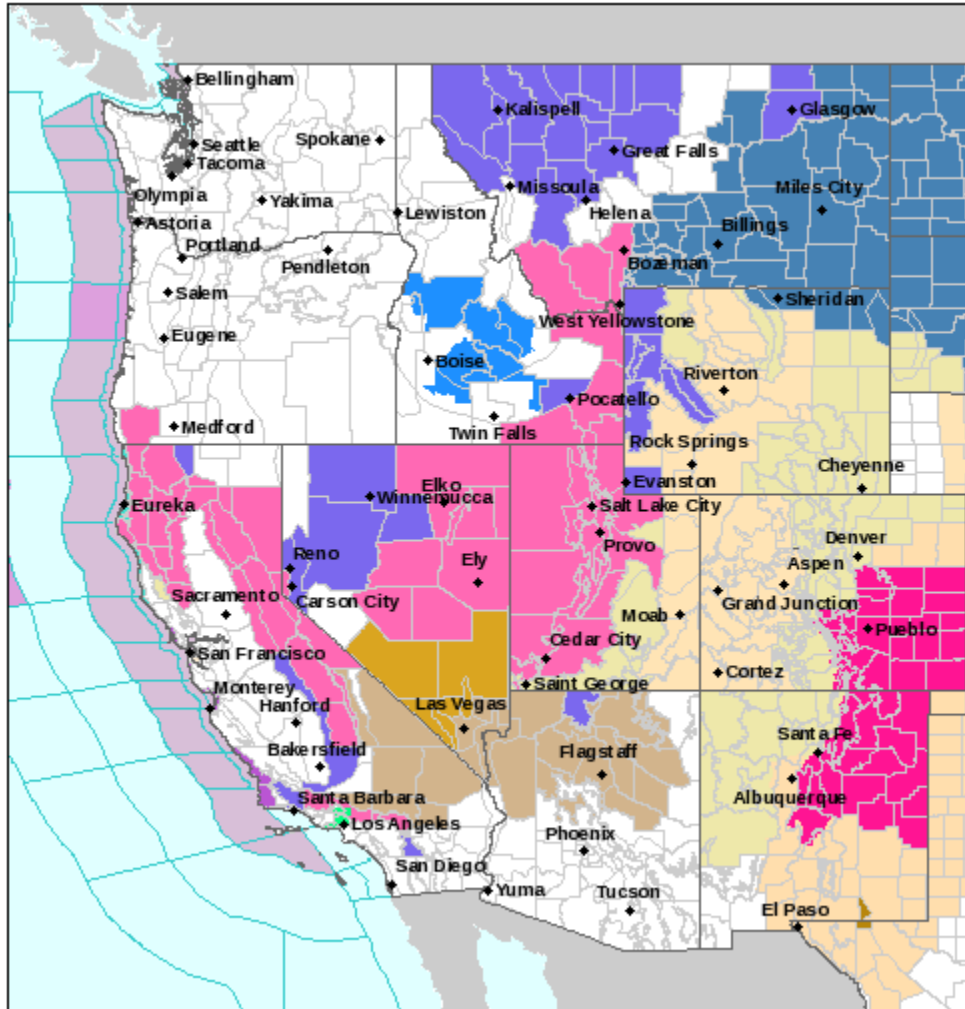 Bellingham
Seattle
Spokane
Tacoma
Olympia
Yakima
Astoria
Lewiston
Portland
Pendleton
Salem
Eugene
Medford
Kalispell
Glasgow
Great Falls
Missoula
Miles City
Helena
Billings
Bozeman
Sheridan
West Yellowstone
Boise
Riverton
Pocatello
Twin Falls
Rock Springs
Cheyenne
Evanston
Eureka
Elko
Winnemucca
Salt Lake City
Provo
Denver
Reno
Ely
Aspen
Carson City
Grand Junction
Sacramento
Moab
Pueblo
San Francisco
Cedar City
Cortez
Saint George
Monterey
Hanford
Las Vegas
Santa Fe
Bakersfield
Flagstaff
Albuquerque
Santa Barbara
Los Angeles
Phoenix
San Diego
Yuma
Tucson
El Paso